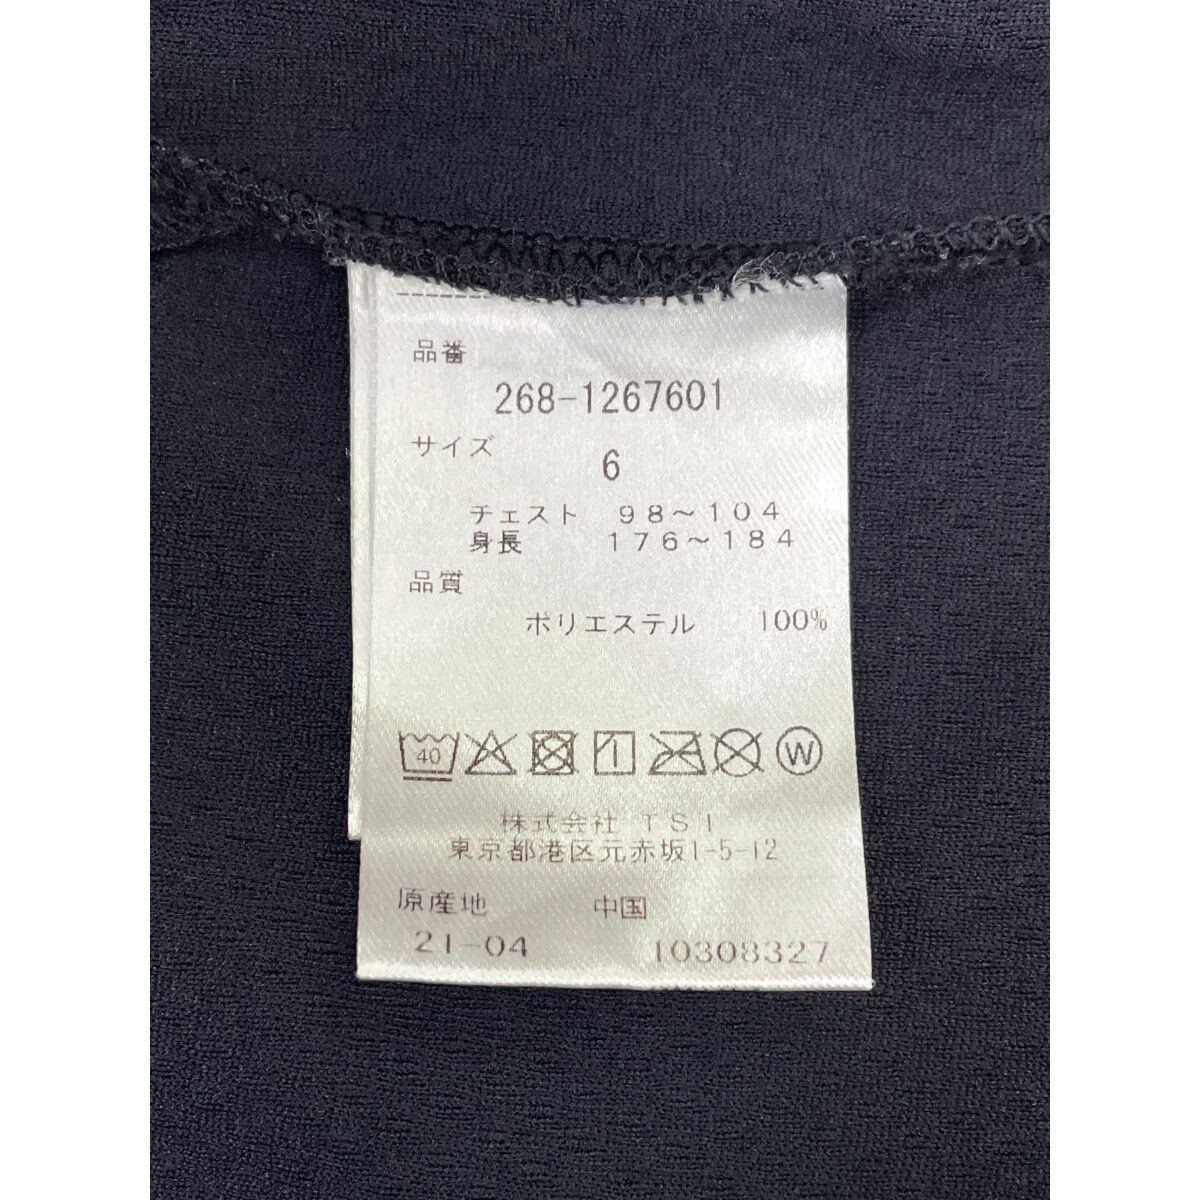 品番
268-1267601
サイズ
6
チェスト 98～104
身長 176～184
品質
ポリエステル 100%
40 W
株式会社 TSI
東京都港区元赤坂1-5-12
原産地 中国
21-04 10308327